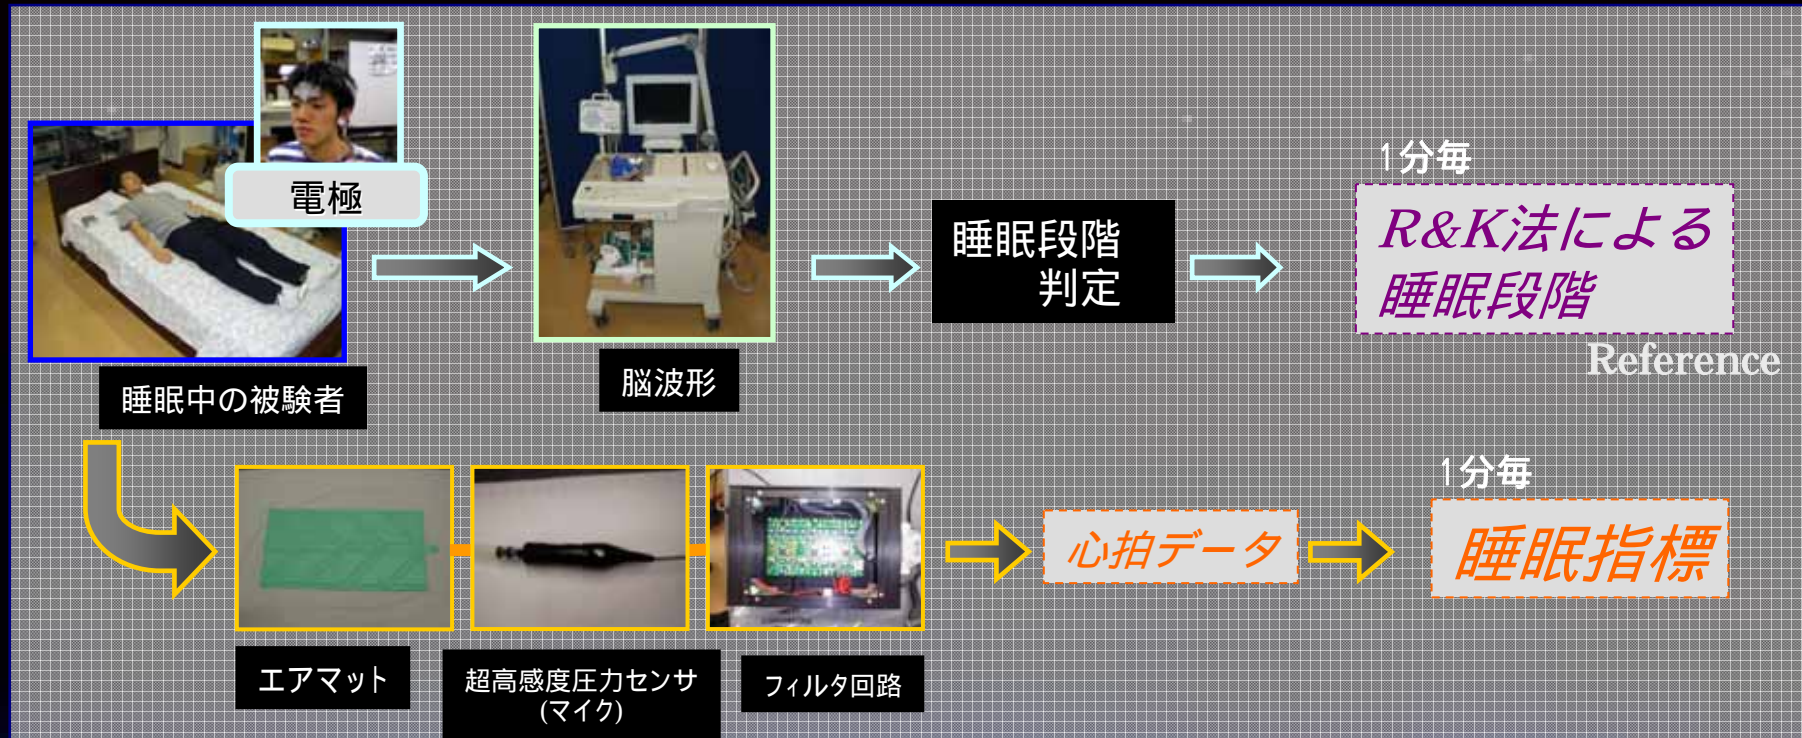 電極
睡眠中の被験者
脳波形
睡眠段階
判定
1分毎
R&K法による
睡眠段階
Reference
エアマット
超高感度圧力センサ
(マイク)
フィルタ回路
心拍データ
1分毎
睡眠指標